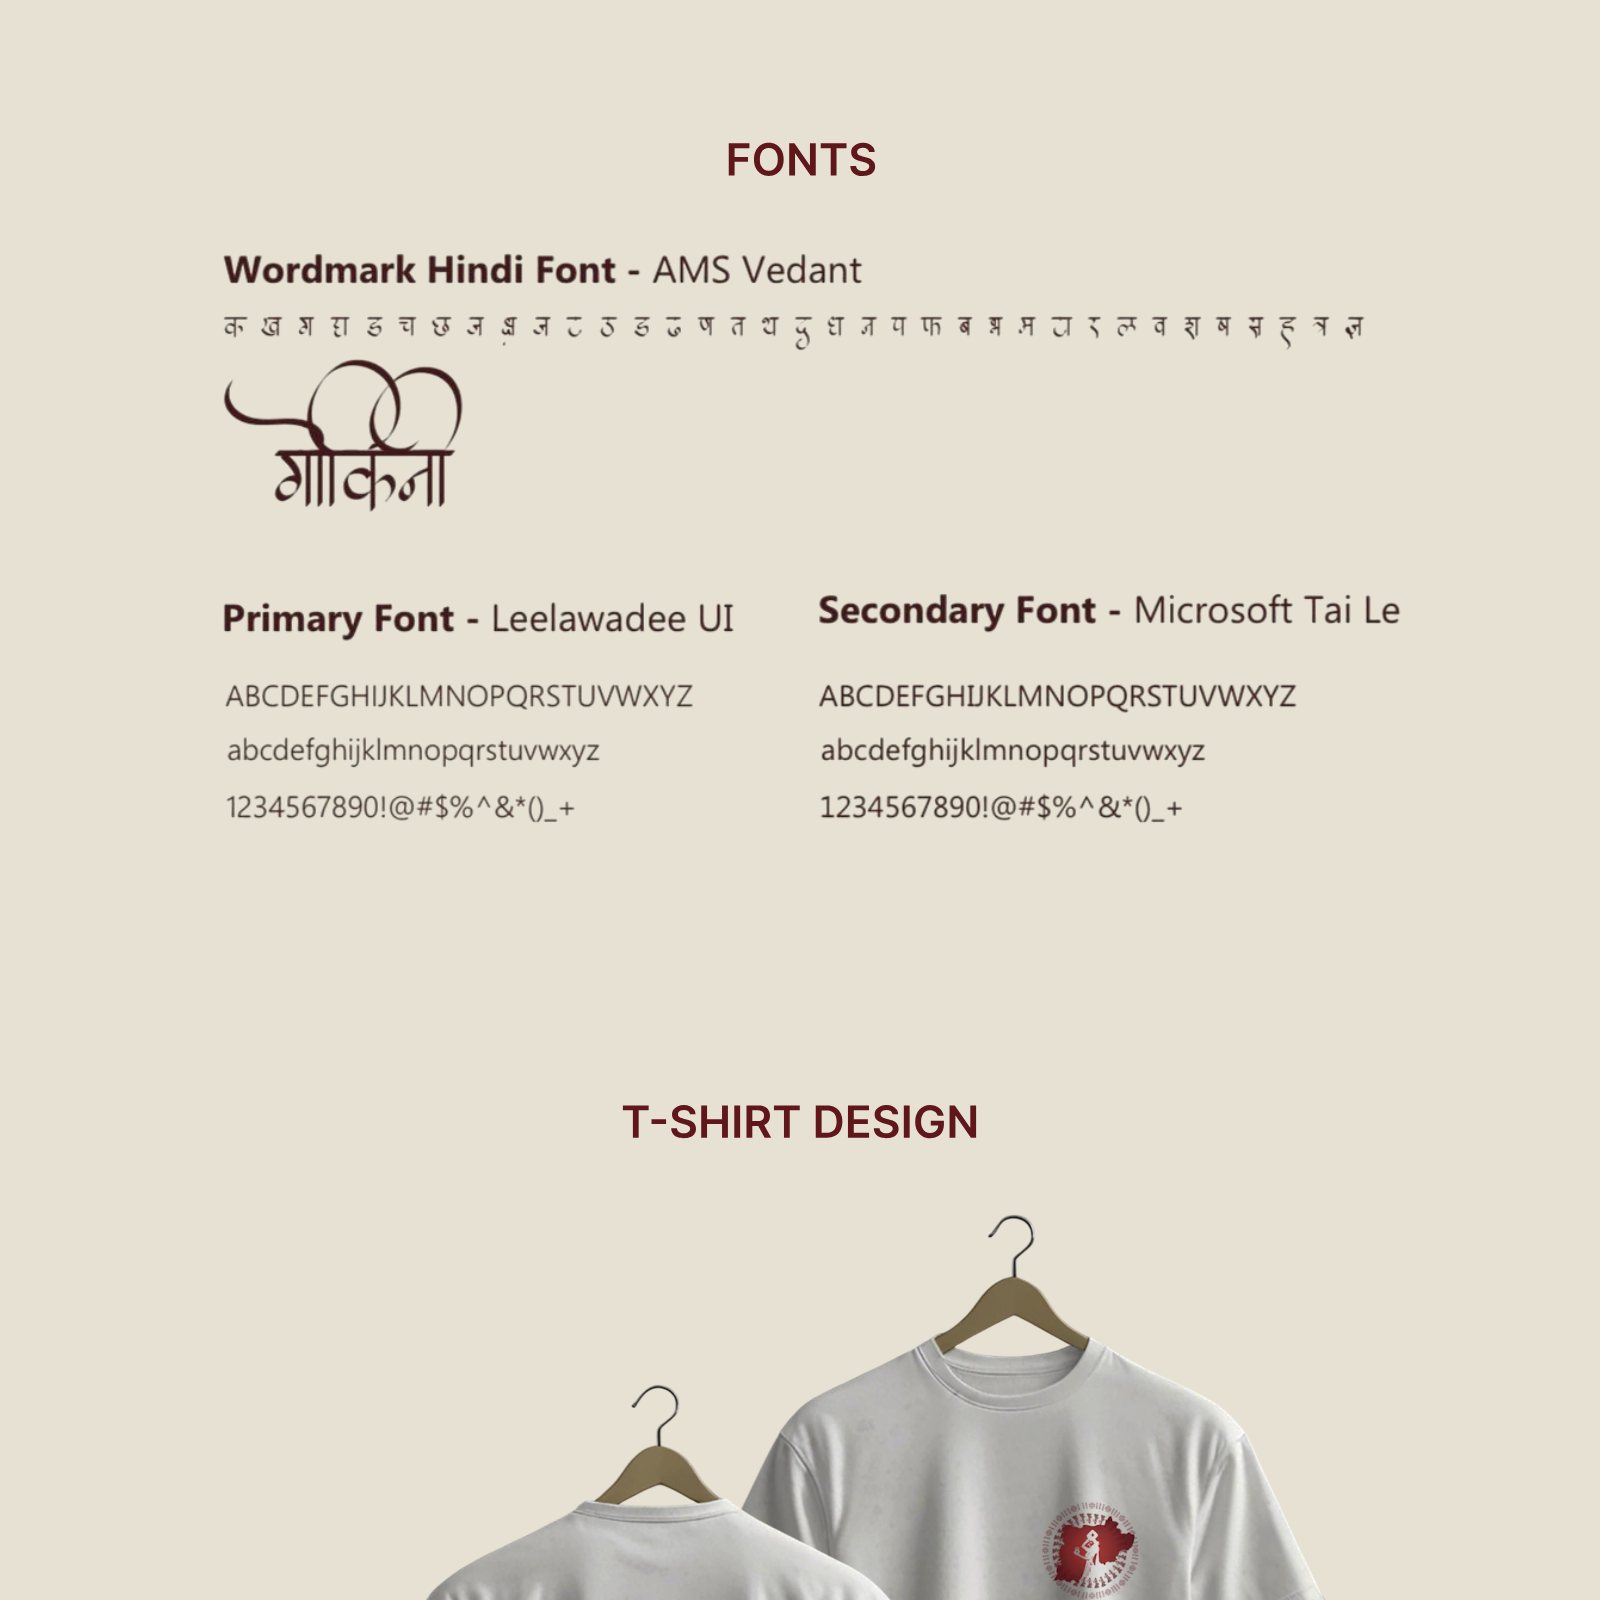 FONTS
Wordmark Hindi Font - AMS Vedant
क ख ग घ ड च छ ज झ ञ ट ठ ड ढ ण त थ द ध न प फ ब भ म य र ल व श ष स ह त्र ज्ञ
Primary Font - Leelawadee UI
ABCDEFGHIJKLMNOPQRSTUVWXYZ
abcdefghijklmnopqrstuvwxyz
1234567890!@#$%^&*()_+
Secondary Font - Microsoft Tai Le
ABCDEFGHIJKLMNOPQRSTUVWXYZ
abcdefghijklmnopqrstuvwxyz
1234567890!@#$%^&*()_+
T-SHIRT DESIGN